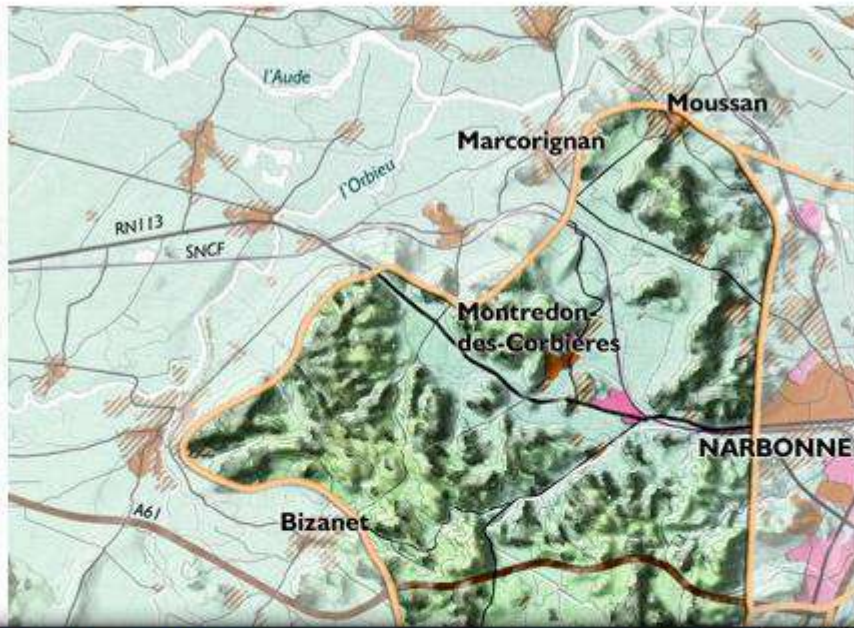 l'Aude
Moussan
Marcorignan
l'Orbieu
RN113
SNCF
Montredon-
des-Corbières
NARBONNE
A61
Bizanet